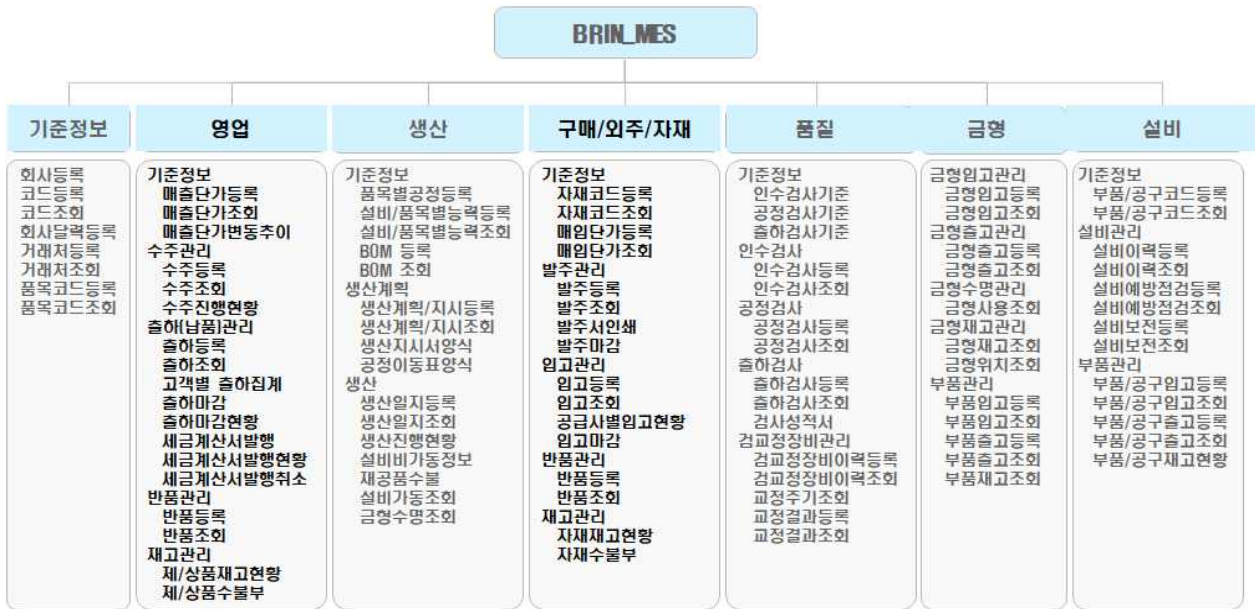 BRIN_MES
기준정보
회사등록
코드등록
코드조회
회사달력등록
거래처등록
거래처조회
품목코드등록
품목코드조회
영업
기준정보
매출단가등록
매출단가조회
매출단가변동추이
수주관리
수주등록
수주조회
수주진행현황
출하(납품)관리
출하등록
출하조회
고객별 출하집계
출하마감
출하마감현황
세금계산서발행
세금계산서발행현황
세금계산서발행취소
반품관리
반품등록
반품조회
재고관리
제/상품재고현황
제/상품수불부
생산
기준정보
품목별공정등록
설비/품목별능력등록
설비/품목별능력조회
BOM 등록
BOM 조회
생산계획
생산계획/지시등록
생산계획/지시조회
생산지시서양식
공정이동표양식
생산
생산일지등록
생산일지조회
생산진행현황
설비비가동정보
재공품수불
설비가동조회
금형수명조회
구매/외주/자재
기준정보
자재코드등록
자재코드조회
매입단가등록
매입단가조회
발주관리
발주등록
발주조회
발주서인쇄
발주마감
입고관리
입고등록
입고조회
공급사별입고현황
입고마감
반품관리
반품등록
반품조회
재고관리
자재재고현황
자재수불부
품질
기준정보
인수검사기준
공정검사기준
출하검사기준
인수검사
인수검사등록
인수검사조회
공정검사
공정검사등록
공정검사조회
출하검사
출하검사등록
출하검사조회
검사성적서
검교정장비관리
검교정장비이력등록
검교정장비이력조회
교정주기조회
교정결과등록
교정결과조회
금형
금형입고관리
금형입고등록
금형입고조회
금형출고관리
금형출고등록
금형출고조회
금형수명관리
금형사용조회
금형재고관리
금형재고조회
금형위치조회
부품관리
부품입고등록
부품입고조회
부품출고등록
부품출고조회
부품재고조회
설비
기준정보
부품/공구코드등록
부품/공구코드조회
설비관리
설비이력등록
설비이력조회
설비예방점검등록
설비예방점검조회
설비보전등록
설비보전조회
부품관리
부품/공구입고등록
부품/공구입고조회
부품/공구출고등록
부품/공구출고조회
부품/공구재고현황